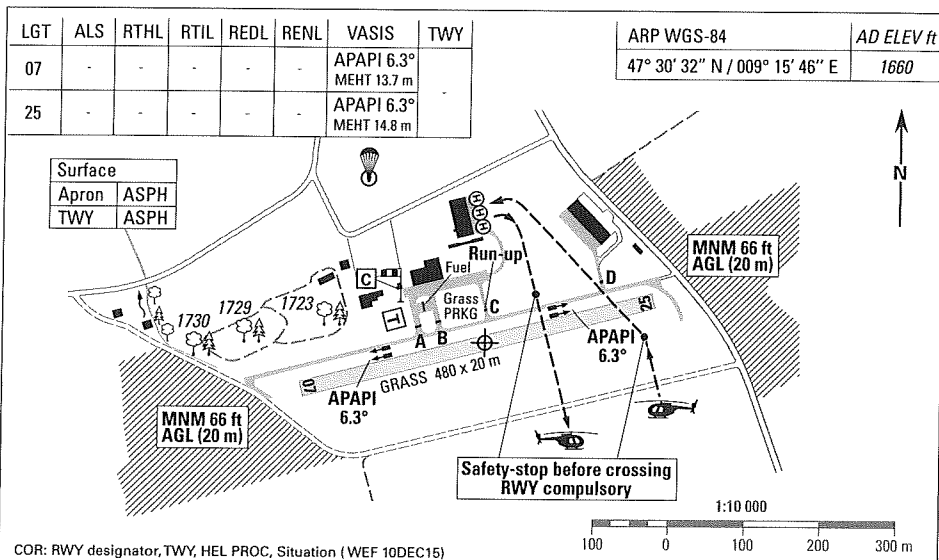 LGT ALS RTHL RTIL REDL RENL VASIS TWY
07 - - - - - APAPI 6.3° MEHT 13.7 m -
25 - - - - - APAPI 6.3° MEHT 14.8 m
ARP WGS-84 AD ELEV ft
47° 30' 32" N / 009° 15' 46" E 1660
N
Surface
Apron ASPH
TWY ASPH
MNM 66 ft
AGL (20 m)
H
H
H
Run-up
Fuel
C
Grass
PRKG
T
1723
1729
1730
A
B
C
D
25
APAPI
6.3°
APAPI
6.3°
GRASS 480 x 20 m
07
APAPI
6.3°
MNM 66 ft
AGL (20 m)
Safety-stop before crossing
RWY compulsory
1:10 000
100 0 100 200 300 m
COR: RWY designator, TWY, HEL PROC, Situation (WEF 10DEC15)